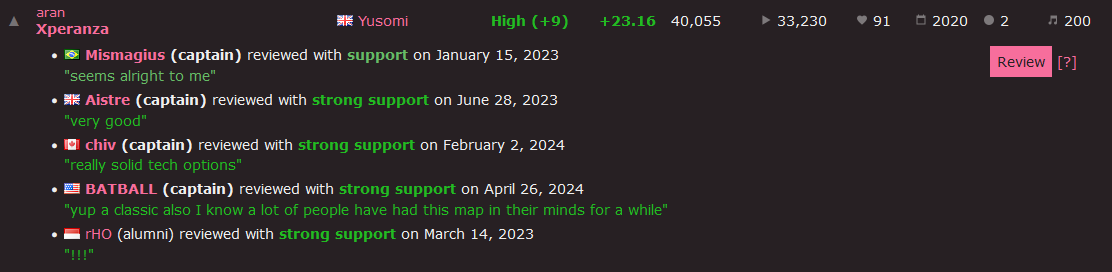 aran
Xperanza
Yusomi
High (+9)
+23.16
40,055
33,230
91
2020
2
200
Mismagius (captain) reviewed with support on January 15, 2023
"seems alright to me"
Review [?]
Aistre (captain) reviewed with strong support on June 28, 2023
"very good"
chiv (captain) reviewed with strong support on February 2, 2024
"really solid tech options"
BATBALL (captain) reviewed with strong support on April 26, 2024
"yup a classic also I know a lot of people have had this map in their minds for a while"
rHO (alumni) reviewed with strong support on March 14, 2023
"!!!"